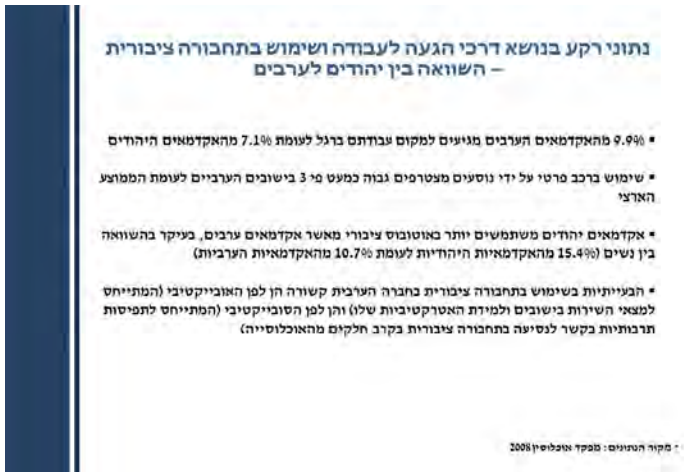 נתוני רקע בנושא דרכי הגעה לעבודה ושימוש בתחבורה ציבורית
– השוואה בין יהודים לערבים
▪ 9.9% מהאקדמאים הערבים מגיעים למקום עבודתם ברגל לעומת 7.1% מהאקדמאים היהודים
▪ שימוש ברכב פרטי על ידי נוסעים מצטרפים גבוה כמעט פי 3 בישובים הערביים לעומת הממוצע
הארצי
▪ אקדמאים יהודים משתמשים יותר באוטובוס ציבורי מאשר אקדמאים ערבים, בעיקר בהשוואה
בין נשים (15.4% מהאקדמאיות היהודיות לעומת 10.7% מהאקדמאיות הערביות)
▪ הבעייתיות בשימוש בתחבורה ציבורית בחברה הערבית קשורה הן לפן האובייקטיבי (המתייחס
למצאי השירות בישובים ולמידת האטרקטיביות שלו) והן לפן הסובייקטיבי (המתייחס לתפיסות
תרבותיות בקשר לנסיעה בתחבורה ציבורית בקרב חלקים מהאוכלוסייה)
* מקור הנתונים: מפקד אוכלוסין 2008